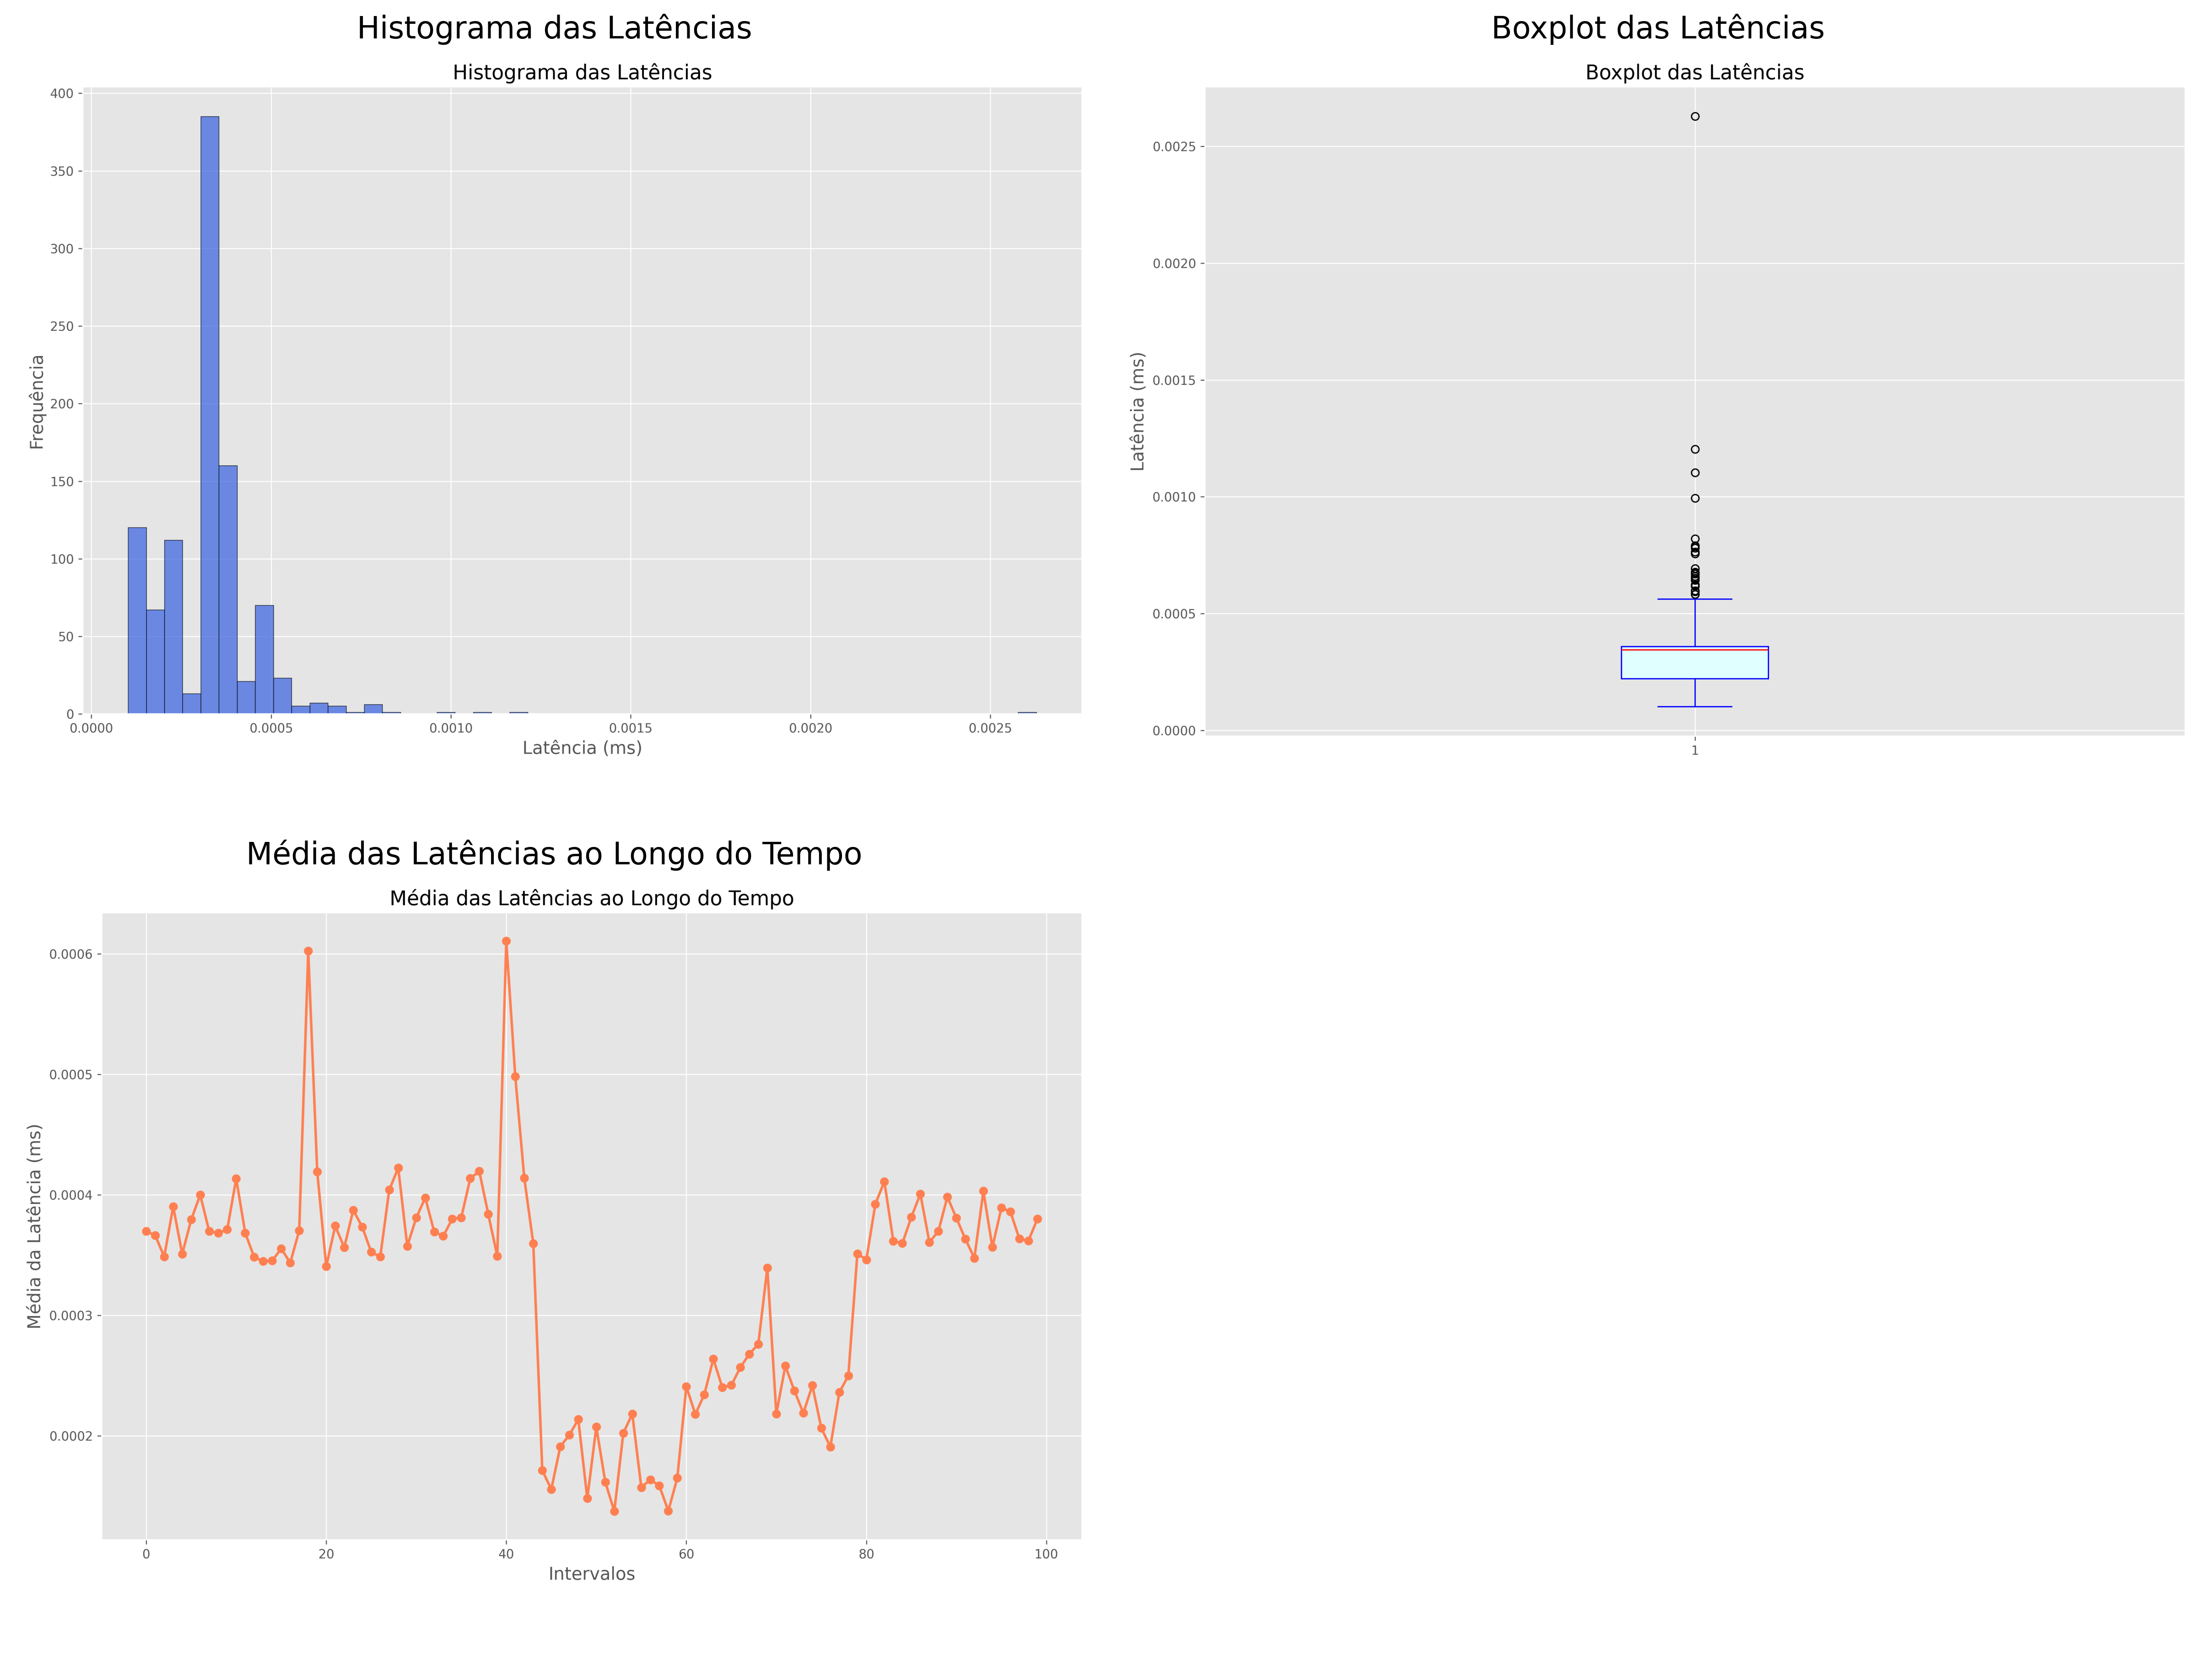 Histograma das Latências
Histograma das Latências
400
350
300
250
200
150
100
50
0
Frequência
0.0000 0.0005 0.0010 0.0015 0.0020 0.0025
Latência (ms)
Boxplot das Latências
Boxplot das Latências
0.0025
0.0020
0.0015
0.0010
0.0005
0.0000
Latência (ms)
1
Média das Latências ao Longo do Tempo
Média das Latências ao Longo do Tempo
0.0006
0.0005
0.0004
0.0003
0.0002
Média da Latência (ms)
0 20 40 60 80 100
Intervalos